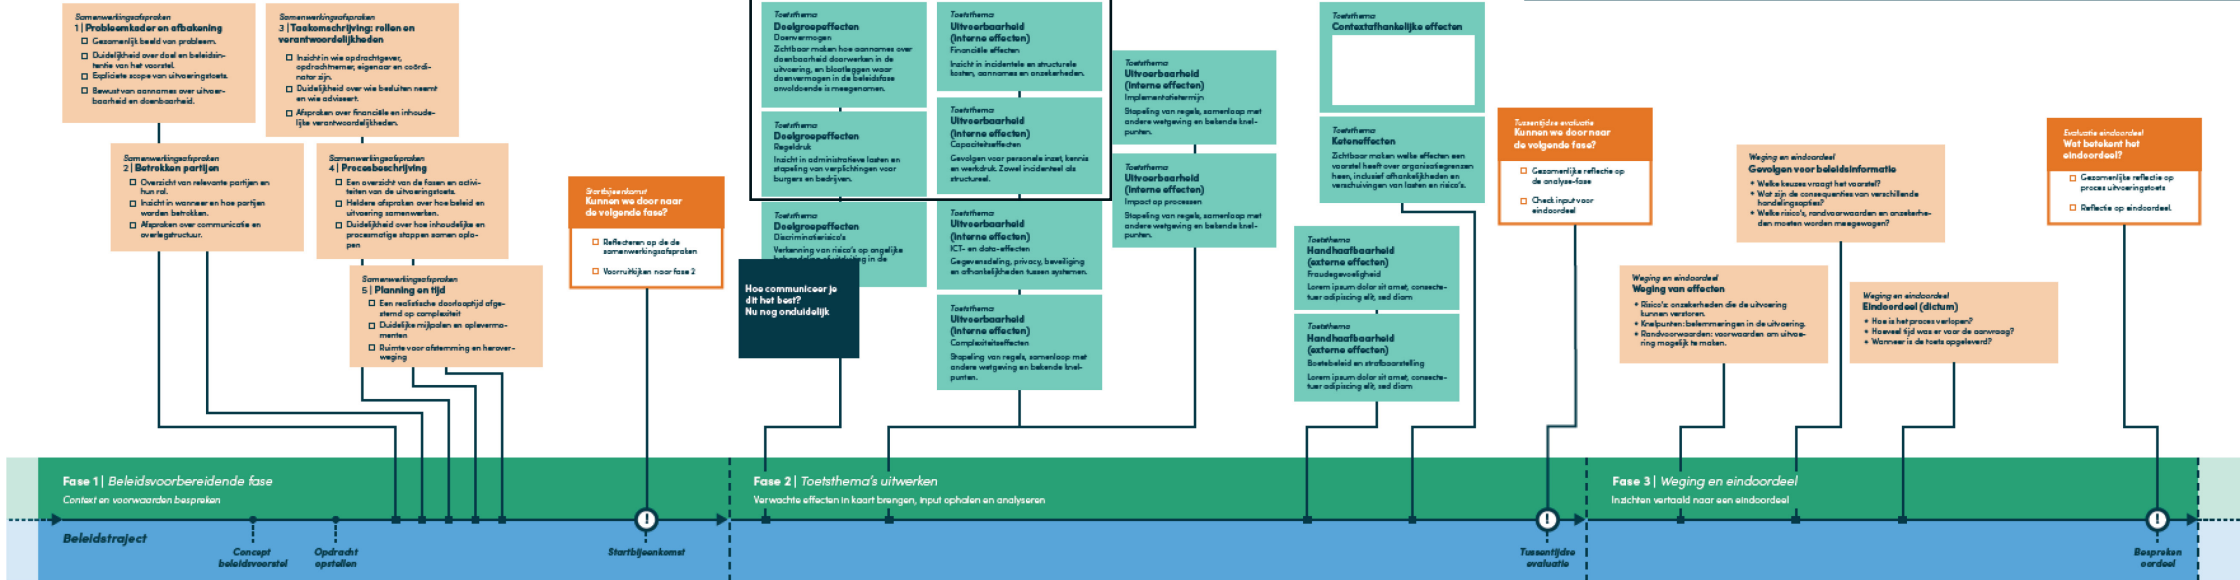 Samenwerkingsafspraken
1 | Probleemkader en afbakening
Gezamenlijk beeld van probleem.
Duidelijkheid over doel en beleidsin-
tentie van het voorstel.
Expliciete scope van uitvoeringstoets.
Bewust van aannames over uitvoer-
baarheid en doenbaarheid.
Samenwerkingsafspraken
2 | Betrokken partijen
Overzicht van relevante partijen en
hun rol.
Inzicht in wanneer en hoe partijen
worden betrokken.
Afspraken over communicatie en
overlegstructuur.
Samenwerkingsafspraken
3 | Taakomschrijving: rollen en
verantwoordelijkheden
Inzicht in wie opdrachtgever,
opdrachtnemer, eigenaar en coördi-
nator zijn.
Duidelijkheid over wie besluiten neemt
en wie adviseert.
Afspraken over financiële en inhoude-
lijke verantwoordelijkheden.
Samenwerkingsafspraken
4 | Procesbeschrijving
Een overzicht van de fasen en activi-
teiten van de uitvoeringstoets.
Heldere afspraken over hoe beleid en
uitvoering samenwerken.
Duidelijkheid over hoe inhoudelijke en
procesmatige stappen samen oplo-
pen
Samenwerkingsafspraken
5 | Planning en tijd
Een realistische doorlooptijd afge-
stemd op complexiteit
Duidelijke mijlpalen en oplevermo-
menten
Ruimte voor afstemming en herover-
weging
Startbijeenkomst
Kunnen we door naar
de volgende fase?
Reflecteren op de de
samenwerkingsafspraken
Vooruitkijken naar fase 2
Toetsthema
Doelgroepeffecten
Doenvermogen
Zichtbaar maken hoe aannames over
doenbaarheid doorwerken in de
uitvoering, en blootleggen waar
doenvermogen in de beleidsfase
onvoldoende is meegenomen.
Toetsthema
Doelgroepeffecten
Regeldruk
Inzicht in administratieve lasten en
stapeling van verplichtingen voor
burgers en bedrijven.
Toetsthema
Doelgroepeffecten
Discriminatierisico's
Verkenning van risico's op ongelijke
behandeling of uitsluiting in de
Hoe communiceer je
dit het best?
Nu nog onduidelijk
Toetsthema
Uitvoerbaarheid
(interne effecten)
Financiële effecten
Inzicht in incidentele en structurele
kosten, aannames en onzekerheden.
Toetsthema
Uitvoerbaarheid
(interne effecten)
Capaciteitseffecten
Gevolgen voor personele inzet, kennis
en werkdruk. Zowel incidenteel als
structureel.
Toetsthema
Uitvoerbaarheid
(interne effecten)
ICT- en data-effecten
Gegevensdeling, privacy, beveiliging
en afhankelijkheden tussen systemen.
Toetsthema
Uitvoerbaarheid
(interne effecten)
Complexiteitseffecten
Stapeling van regels, samenloop met
andere wetgeving en bekende knel-
punten.
Toetsthema
Uitvoerbaarheid
(interne effecten)
Implementatietermijn
Stapeling van regels, samenloop met
andere wetgeving en bekende knel-
punten.
Toetsthema
Uitvoerbaarheid
(interne effecten)
Impact op processen
Stapeling van regels, samenloop met
andere wetgeving en bekende knel-
punten.
Toetsthema
Contextafhankelijke effecten
Toetsthema
Keteneffecten
Zichtbaar maken welke effecten een
voorstel heeft over organisatiegrenzen
heen, inclusief afhankelijkheden en
verschuivingen van lasten en risico's.
Toetsthema
Handhaafbaarheid
(externe effecten)
Fraudegevoeligheid
Lorem ipsum dolor sit amet, consecte-
tuer adipiscing elit, sed diam
Toetsthema
Handhaafbaarheid
(externe effecten)
Boetebeleid en strafbaarstelling
Lorem ipsum dolor sit amet, consecte-
tuer adipiscing elit, sed diam
Tussentijdse evaluatie
Kunnen we door naar
de volgende fase?
Gezamenlijke reflectie op
de analyse-fase
Check input voor
eindoordeel
Weging en eindoordeel
Weging van effecten
• Risico's: onzekerheden die de uitvoering
kunnen verstoren.
• Knelpunten: belemmeringen in de uitvoering.
• Randvoorwaarden: voorwaarden om uitvoe-
ring mogelijk te maken.
Weging en eindoordeel
Gevolgen voor beleidsinformatie
• Welke keuzes vraagt het voorstel?
• Wat zijn de consequenties van verschillende
handelingsopties?
• Welke risico's, randvoorwaarden en onzekerhe-
den moeten worden meegewogen?
Weging en eindoordeel
Eindoordeel (dictum)
• Hoe is het proces verlopen?
• Hoeveel tijd was er voor de aanvraag?
• Wanneer is de toets opgeleverd?
Evaluatie eindoordeel
Wat betekent het
eindoordeel?
Gezamenlijke reflectie op
proces uitvoeringstoets
Reflectie op eindoordeel.
Fase 1 | Beleidsvoorbereidende fase
Context en voorwaarden bespreken
Fase 2 | Toetsthema's uitwerken
Verwachte effecten in kaart brengen, input ophalen en analyseren
Fase 3 | Weging en eindoordeel
Inzichten vertaald naar een eindoordeel
Beleidstraject
Concept
beleidsvoorstel
Opdracht
opstellen
!
Startbijeenkomst
!
Tussentijdse
evaluatie
!
Bespreken
oordeel